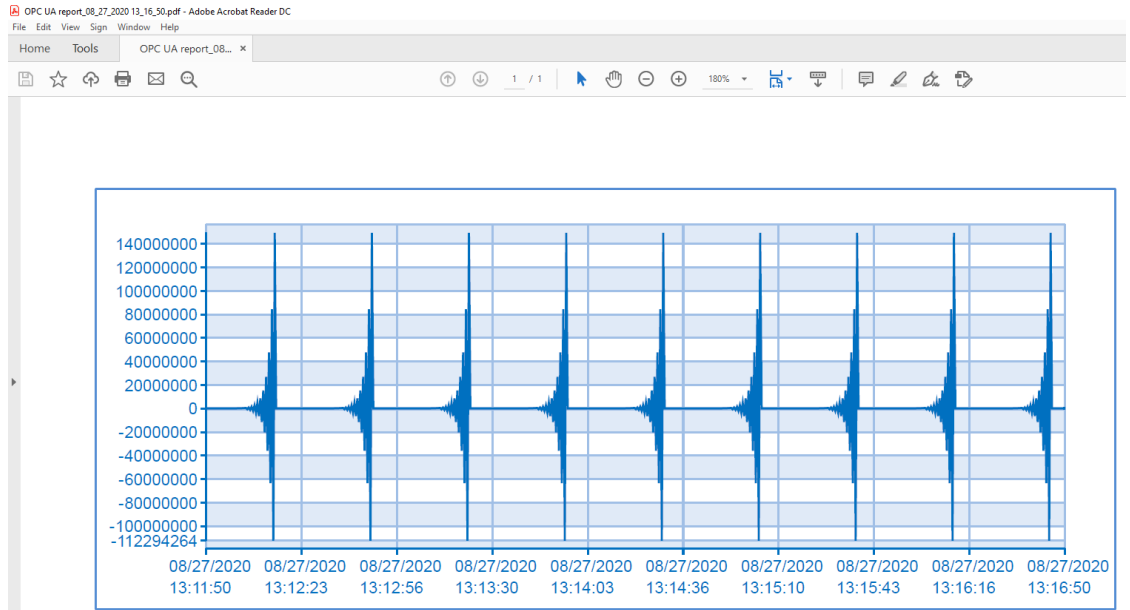 OPC UA report_08_27_2020 13_16_50.pdf - Adobe Acrobat Reader DC
File Edit View Sign Window Help
Home Tools OPC UA report_08... ×
1 / 1 180%
140000000
120000000
100000000
80000000
60000000
40000000
20000000
0
-20000000
-40000000
-60000000
-80000000
-100000000
-112294264
08/27/2020 08/27/2020 08/27/2020 08/27/2020 08/27/2020 08/27/2020 08/27/2020 08/27/2020 08/27/2020 08/27/2020
13:11:50 13:12:23 13:12:56 13:13:30 13:14:03 13:14:36 13:15:10 13:15:43 13:16:16 13:16:50